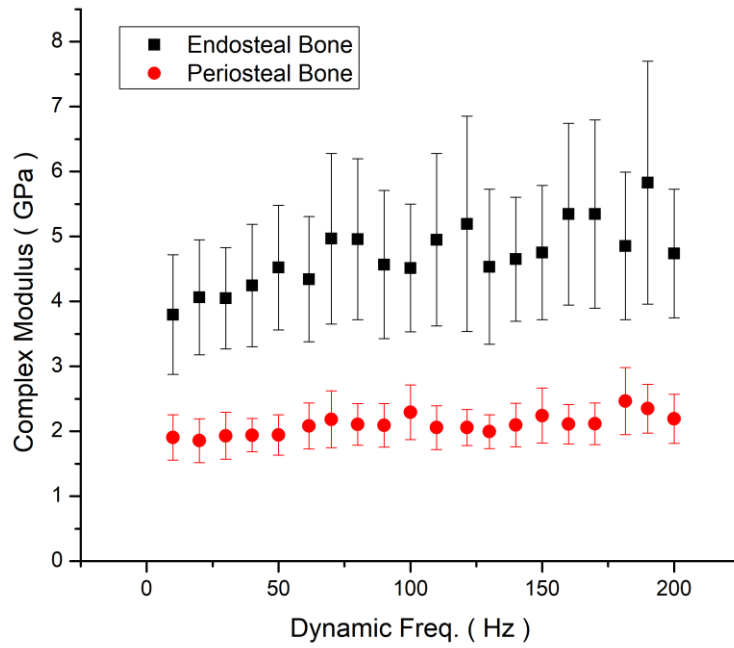 Endosteal Bone
Periosteal Bone
Complex Modulus ( GPa )
8
7
6
5
4
3
2
1
0
0 50 100 150 200
Dynamic Freq. ( Hz )